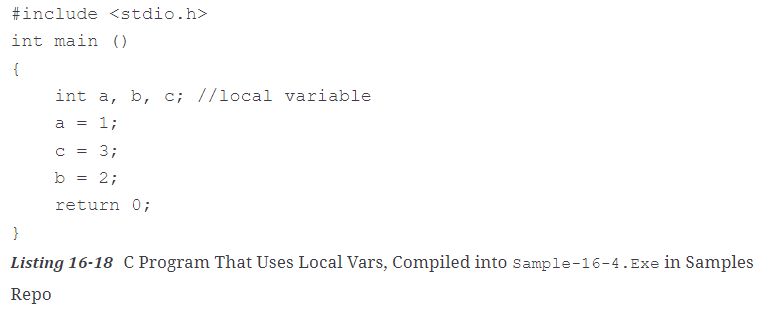 #include <stdio.h>
int main ()
{
    int a, b, c; //local variable
    a = 1;
    c = 3;
    b = 2;
    return 0;
}
Listing 16-18 C Program That Uses Local Vars, Compiled into Sample-16-4.Exe in Samples
Repo